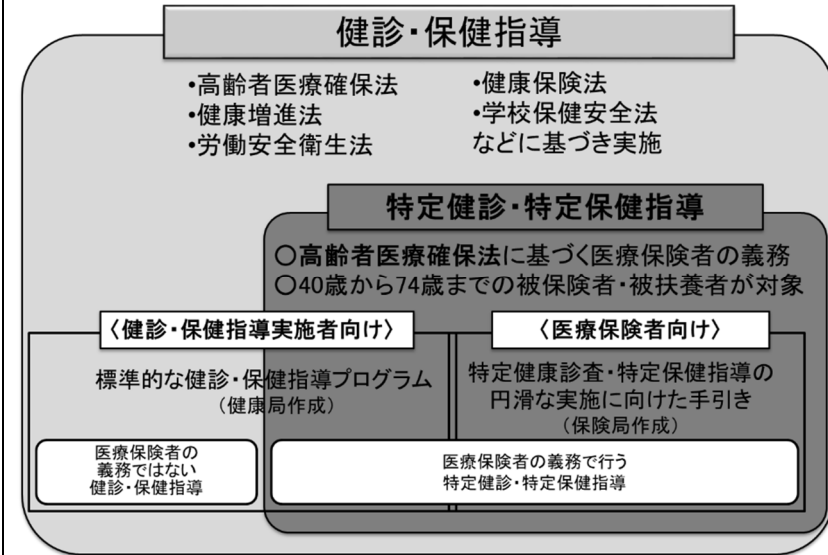 健診・保健指導
・高齢者医療確保法
・健康増進法
・労働安全衛生法
・健康保険法
・学校保健安全法
などに基づき実施
特定健診・特定保健指導
○高齢者医療確保法に基づく医療保険者の義務
○40歳から74歳までの被保険者・被扶養者が対象
〈健診・保健指導実施者向け〉
標準的な健診・保健指導プログラム
（健康局作成）
〈医療保険者向け〉
特定健康診査・特定保健指導の
円滑な実施に向けた手引き
（保険局作成）
医療保険者の
義務ではない
健診・保健指導
医療保険者の義務で行う
特定健診・特定保健指導